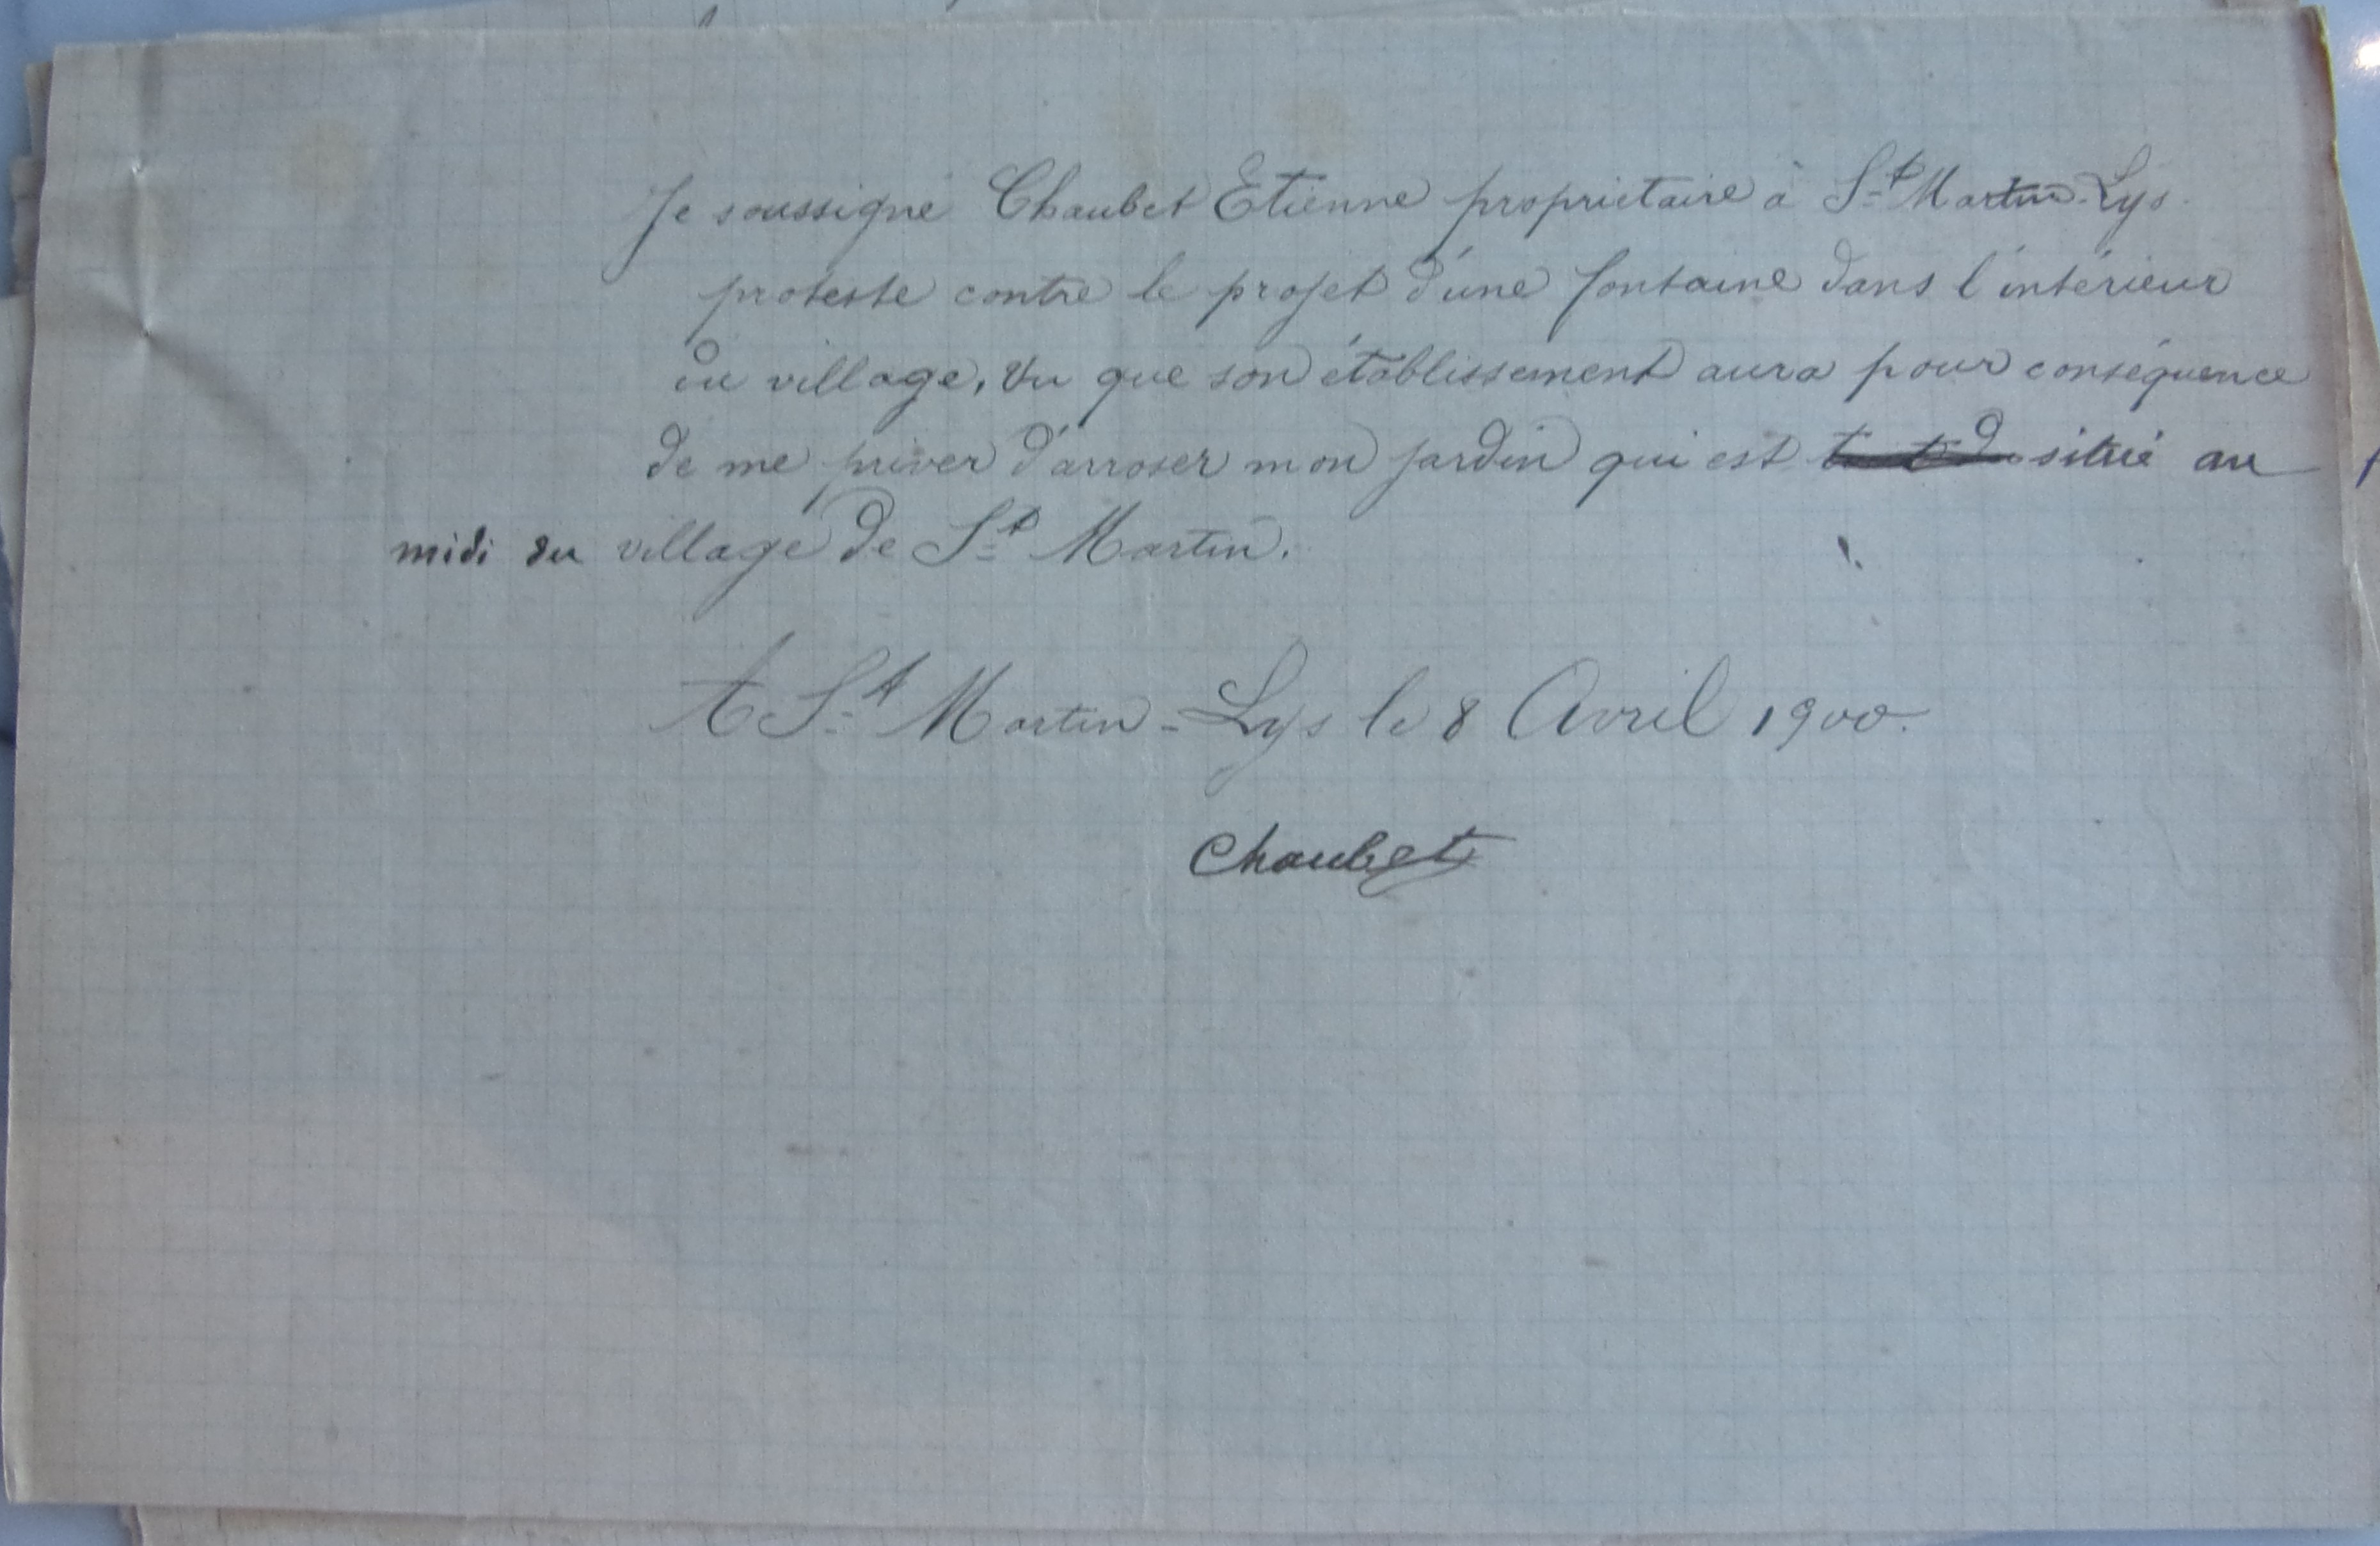 Je soussigné Chaubet Etienne propriétaire à St Martin-Lys
proteste contre le projet d'une fontaine dans l'intérieur
du village, vu que son établissement aura pour conséquence
de me priver d'arroser mon jardin qui est situé au
midi du village de St Martin.
A St Martin-Lys le 8 Avril 1900.
Chaubet